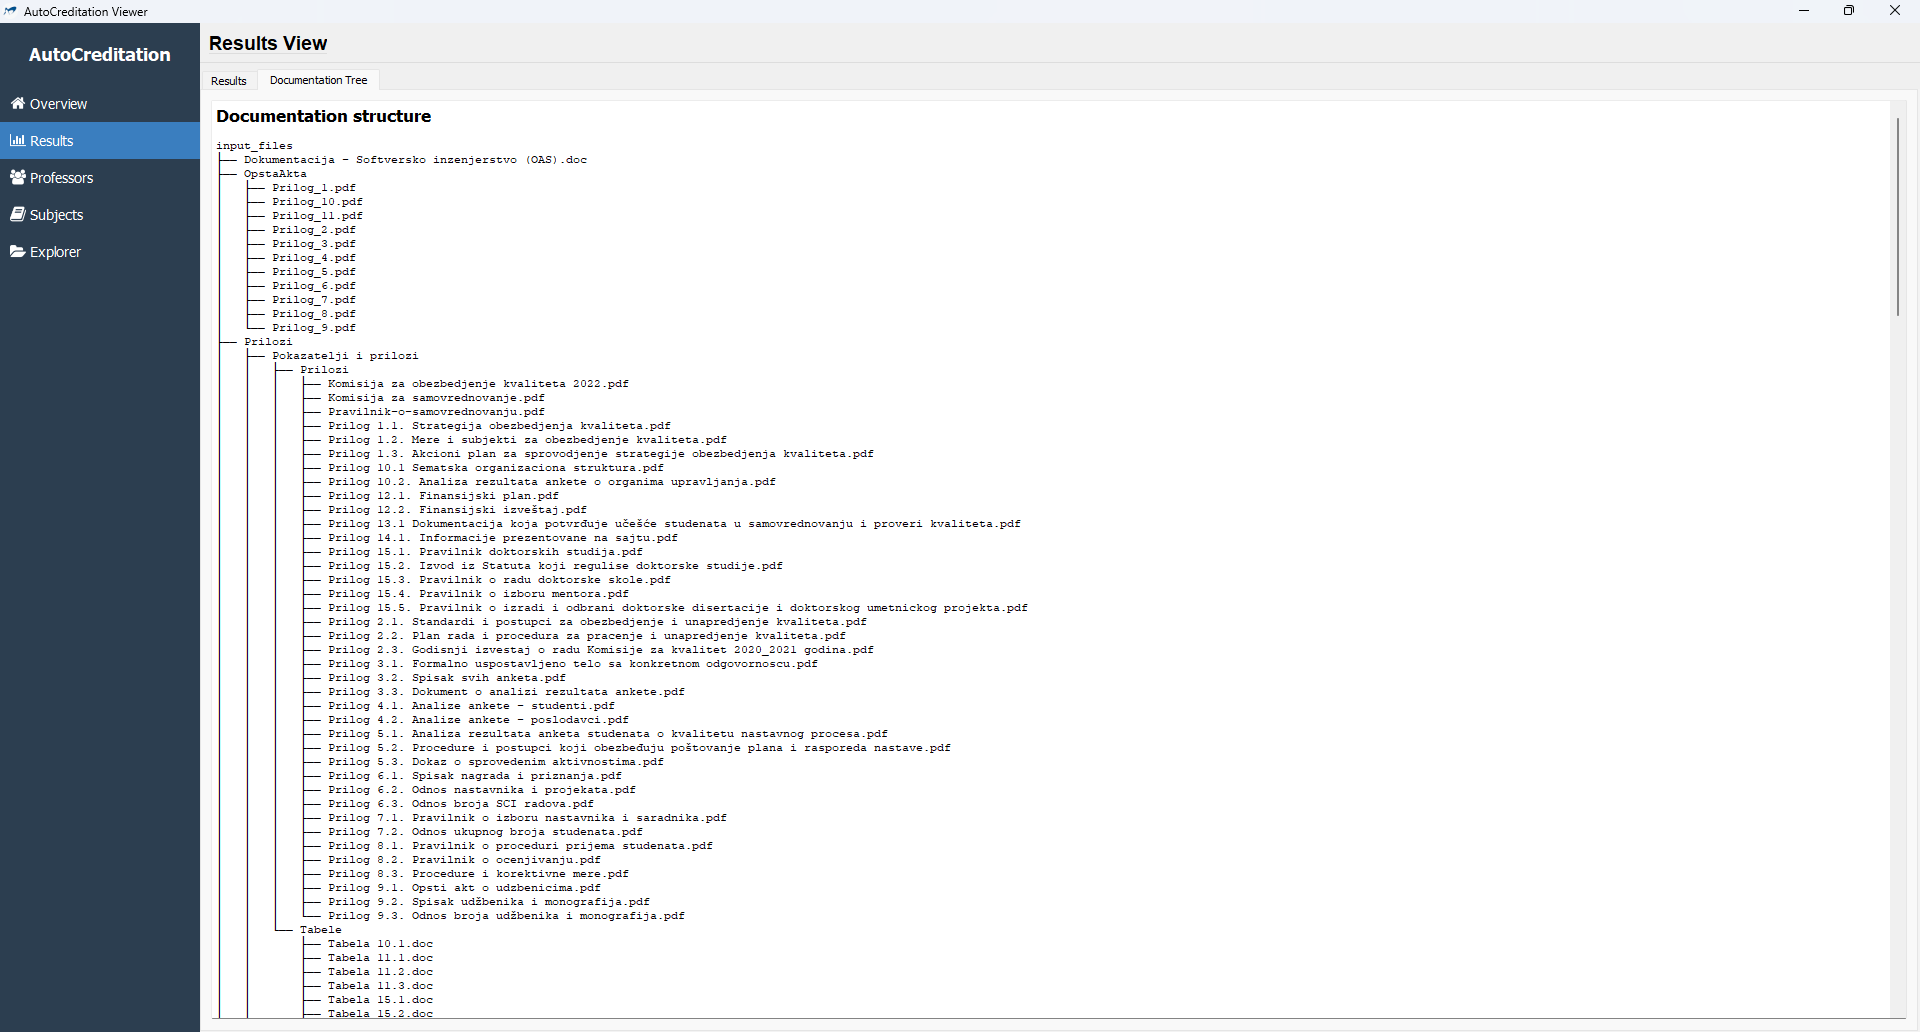 AutoCreditation Viewer
AutoCreditation
Overview
Results
Professors
Subjects
Explorer
Results View
Results
Documentation Tree
Documentation structure
input_files
├── Dokumentacija - Softversko inzenjerstvo (OAS).doc
├── OpstaAkta
│   ├── Prilog_1.pdf
│   ├── Prilog_10.pdf
│   ├── Prilog_11.pdf
│   ├── Prilog_2.pdf
│   ├── Prilog_3.pdf
│   ├── Prilog_4.pdf
│   ├── Prilog_5.pdf
│   ├── Prilog_6.pdf
│   ├── Prilog_7.pdf
│   ├── Prilog_8.pdf
│   └── Prilog_9.pdf
├── Prilozi
│   ├── Pokazatelji i prilozi
│   │   ├── Prilozi
│   │   │   ├── Komisija za obezbedjenje kvaliteta 2022.pdf
│   │   │   ├── Komisija za samovrednovanje.pdf
│   │   │   ├── Pravilnik-o-samovrednovanju.pdf
│   │   │   ├── Prilog 1.1. Strategija obezbedjenja kvaliteta.pdf
│   │   │   ├── Prilog 1.2. Mere i subjekti za obezbedjenje kvaliteta.pdf
│   │   │   ├── Prilog 1.3. Akcioni plan za sprovodjenje strategije obezbedjenja kvaliteta.pdf
│   │   │   ├── Prilog 10.1 Sematska organizaciona struktura.pdf
│   │   │   ├── Prilog 10.2. Analiza rezultata ankete o organima upravljanja.pdf
│   │   │   ├── Prilog 12.1. Finansijski plan.pdf
│   │   │   ├── Prilog 12.2. Finansijski izveštaj.pdf
│   │   │   ├── Prilog 13.1 Dokumentacija koja potvrđuje učešće studenata u samovrednovanju i proveri kvaliteta.pdf
│   │   │   ├── Prilog 14.1. Informacije prezentovane na sajtu.pdf
│   │   │   ├── Prilog 15.1. Pravilnik doktorskih studija.pdf
│   │   │   ├── Prilog 15.2. Izvod iz Statuta koji regulise doktorske studije.pdf
│   │   │   ├── Prilog 15.3. Pravilnik o radu doktorske skole.pdf
│   │   │   ├── Prilog 15.4. Pravilnik o izboru mentora.pdf
│   │   │   ├── Prilog 15.5. Pravilnik o izradi i odbrani doktorske disertacije i doktorskog umetnickog projekta.pdf
│   │   │   ├── Prilog 2.1. Standardi i postupci za obezbedjenje i unapredjenje kvaliteta.pdf
│   │   │   ├── Prilog 2.2. Plan rada i procedura za pracenje i unapredjenje kvaliteta.pdf
│   │   │   ├── Prilog 2.3. Godisnji izvestaj o radu Komisije za kvalitet 2020_2021 godina.pdf
│   │   │   ├── Prilog 3.1. Formalno uspostavljeno telo sa konkretnom odgovornoscu.pdf
│   │   │   ├── Prilog 3.2. Spisak svih anketa.pdf
│   │   │   ├── Prilog 3.3. Dokument o analizi rezultata ankete.pdf
│   │   │   ├── Prilog 4.1. Analize ankete - studenti.pdf
│   │   │   ├── Prilog 4.2. Analize ankete - poslodavci.pdf
│   │   │   ├── Prilog 5.1. Analiza rezultata anketa studenata o kvalitetu nastavnog procesa.pdf
│   │   │   ├── Prilog 5.2. Procedure i postupci koji obezbeđuju poštovanje plana i rasporeda nastave.pdf
│   │   │   ├── Prilog 5.3. Dokaz o sprovedenim aktivnostima.pdf
│   │   │   ├── Prilog 6.1. Spisak nagrada i priznanja.pdf
│   │   │   ├── Prilog 6.2. Odnos nastavnika i projekata.pdf
│   │   │   ├── Prilog 6.3. Odnos broja SCI radova.pdf
│   │   │   ├── Prilog 7.1. Pravilnik o izboru nastavnika i saradnika.pdf
│   │   │   ├── Prilog 7.2. Odnos ukupnog broja studenata.pdf
│   │   │   ├── Prilog 8.1. Pravilnik o proceduri prijema studenata.pdf
│   │   │   ├── Prilog 8.2. Pravilnik o ocenjivanju.pdf
│   │   │   ├── Prilog 8.3. Procedure i korektivne mere.pdf
│   │   │   ├── Prilog 9.1. Opsti akt o udzbenicima.pdf
│   │   │   ├── Prilog 9.2. Spisak udžbenika i monografija.pdf
│   │   │   └── Prilog 9.3. Odnos broja udžbenika i monografija.pdf
│   │   └── Tabele
│   │       ├── Tabela 10.1.doc
│   │       ├── Tabela 11.1.doc
│   │       ├── Tabela 11.2.doc
│   │       ├── Tabela 11.3.doc
│   │       ├── Tabela 15.1.doc
│   │       ├── Tabela 15.2.doc